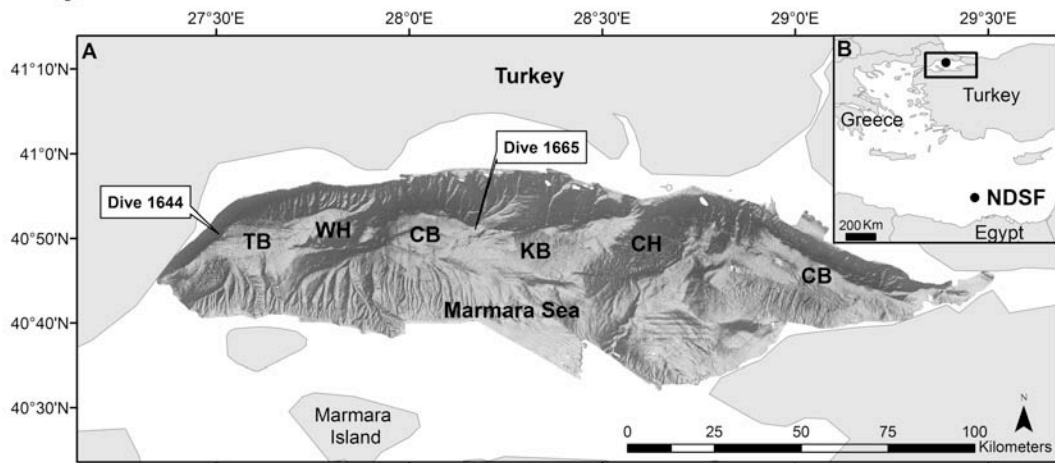 27°30'E
28°0'E
28°30'E
29°0'E
29°30'E
A
B
41°10'N
41°0'N
40°50'N
40°40'N
40°30'N
Turkey
Dive 1665
Dive 1644
TB
WH
CB
KB
CH
CB
Marmara Sea
Marmara
Island
Greece
Turkey
NDSF
200 Km
Egypt
N
0 25 50 75 100
Kilometers